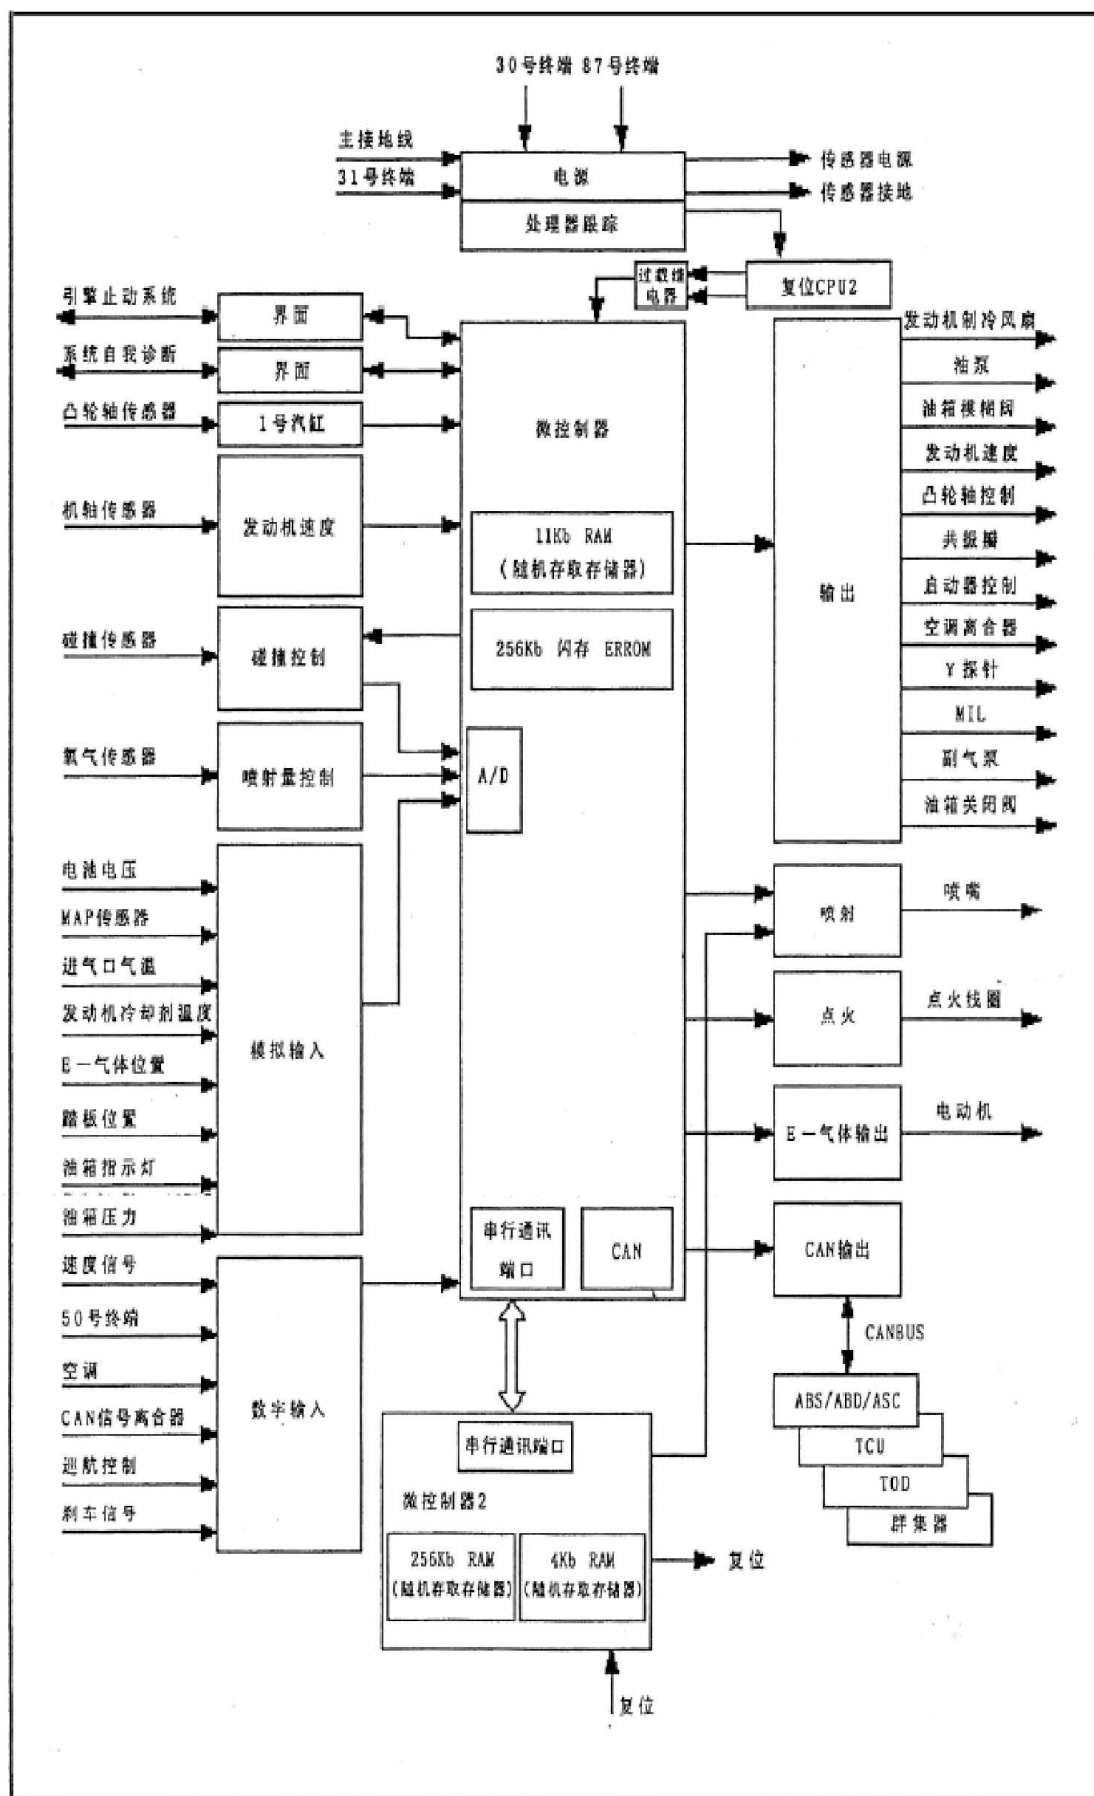 30号终端 87号终端
主接地线
31号终端
电源
处理器跟踪
传感器电源
传感器接地
过载继
电器
复位CPU2
引擎止动系统
界面
系统自我诊断
界面
凸轮轴传感器
1号汽缸
机轴传感器
发动机速度
碰撞传感器
碰撞控制
氧气传感器
喷射量控制
电池电压
MAP传感器
进气口气温
发动机冷却剂温度
E一气体位置
踏板位置
油箱指示灯
油箱压力
模拟输入
速度信号
50号终端
空调
CAN信号离合器
巡航控制
刹车信号
数字输入
微控制器
11Kb RAM
(随机存取存储器)
256Kb 闪存 ERROM
A/D
串行通讯
端口
CAN
输出
发动机制冷风扇
油泵
油箱模糊阀
发动机速度
凸轮轴控制
共振瓣
启动器控制
空调离合器
Y探针
MIL
副气泵
油箱关闭阀
喷射
喷嘴
点火
点火线圈
E一气体输出
电动机
CAN输出
CANBUS
ABS/ABD/ASC
TCU
TOD
群集器
串行通讯端口
微控制器2
256Kb RAM
(随机存取存储器)
4Kb RAM
(随机存取存储器)
复位
复位